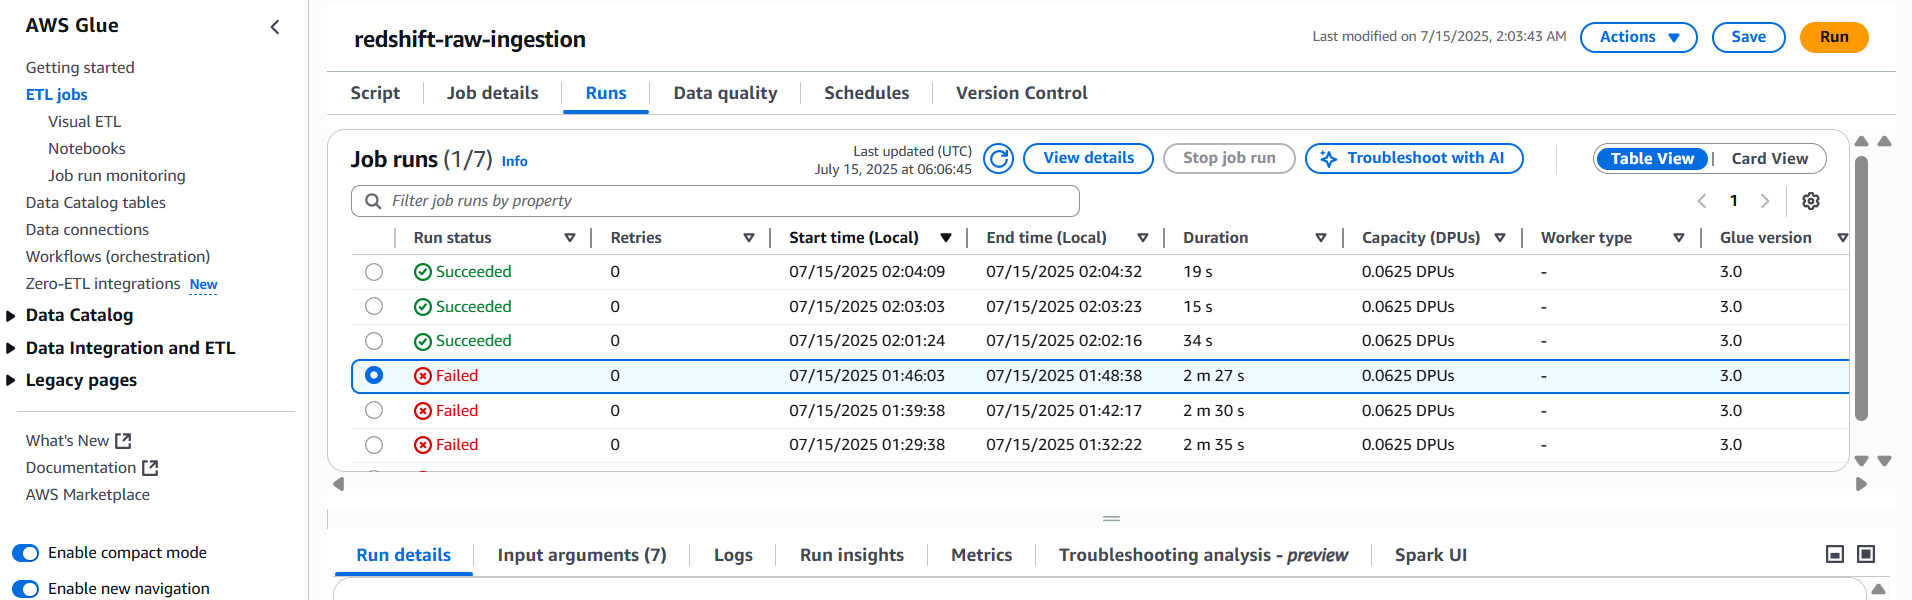 AWS Glue
Getting started
ETL jobs
Visual ETL
Notebooks
Job run monitoring
Data Catalog tables
Data connections
Workflows (orchestration)
Zero-ETL integrations New
Data Catalog
Data Integration and ETL
Legacy pages
What's New
Documentation
AWS Marketplace
Enable compact mode
Enable new navigation
redshift-raw-ingestion
Last modified on 7/15/2025, 2:03:43 AM Actions Save Run
Script Job details Runs Data quality Schedules Version Control
Job runs (1/7) Info
Last updated (UTC)
July 15, 2025 at 06:06:45
View details Stop job run Troubleshoot with AI Table View Card View
Filter job runs by property
1
Run status Retries Start time (Local) End time (Local) Duration Capacity (DPUs) Worker type Glue version
Succeeded 0 07/15/2025 02:04:09 07/15/2025 02:04:32 19 s 0.0625 DPUs - 3.0
Succeeded 0 07/15/2025 02:03:03 07/15/2025 02:03:23 15 s 0.0625 DPUs - 3.0
Succeeded 0 07/15/2025 02:01:24 07/15/2025 02:02:16 34 s 0.0625 DPUs - 3.0
Failed 0 07/15/2025 01:46:03 07/15/2025 01:48:38 2 m 27 s 0.0625 DPUs - 3.0
Failed 0 07/15/2025 01:39:38 07/15/2025 01:42:17 2 m 30 s 0.0625 DPUs - 3.0
Failed 0 07/15/2025 01:29:38 07/15/2025 01:32:22 2 m 35 s 0.0625 DPUs - 3.0
Run details Input arguments (7) Logs Run insights Metrics Troubleshooting analysis - preview Spark UI